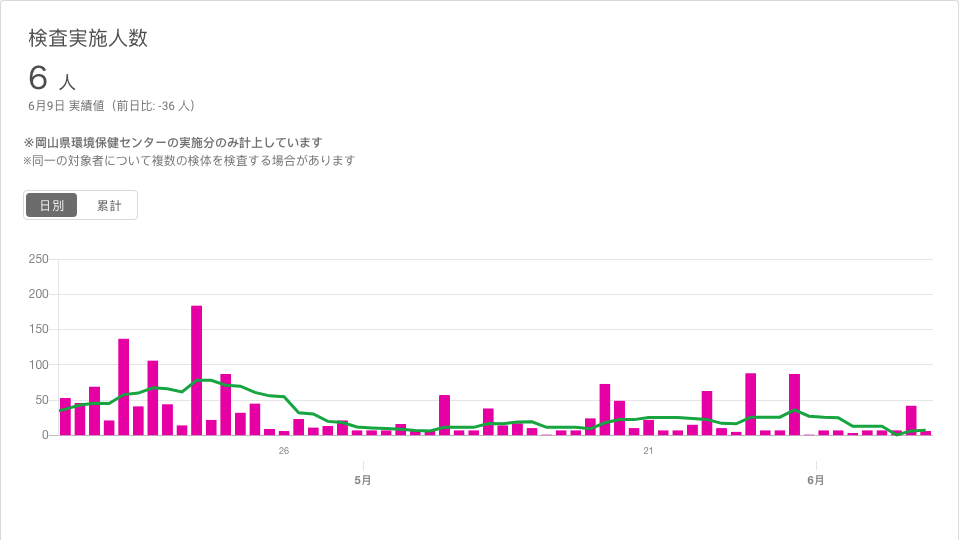 検査実施人数
6 人
6月9日 実績値（前日比: -36 人）
※岡山県環境保健センターの実施分のみ計上しています
※同一の対象者について複数の検体を検査する場合があります
日別 累計
250
200
150
100
50
0
26 21
5月 6月